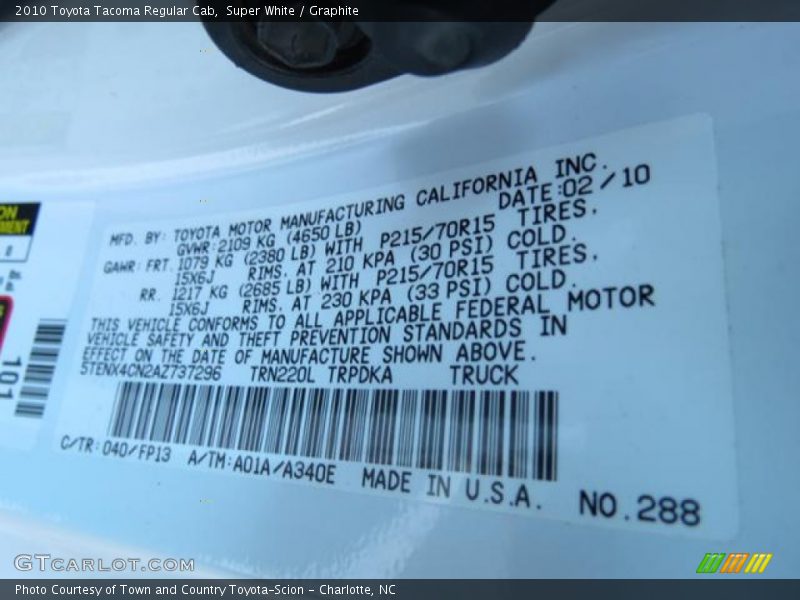 2010 Toyota Tacoma Regular Cab, Super White / Graphite
MFD. BY: TOYOTA MOTOR MANUFACTURING CALIFORNIA INC.
GVWR: 2109 KG (4650 LB) DATE: 02/10
GAWR: FRT. 1079 KG (2380 LB) WITH P215/70R15 TIRES,
15X6J RIMS, AT 210 KPA (30 PSI) COLD.
RR. 1217 KG (2685 LB) WITH P215/70R15 TIRES,
15X6J RIMS, AT 230 KPA (33 PSI) COLD.
THIS VEHICLE CONFORMS TO ALL APPLICABLE FEDERAL MOTOR
VEHICLE SAFETY AND THEFT PREVENTION STANDARDS IN
EFFECT ON THE DATE OF MANUFACTURE SHOWN ABOVE.
5TENX4CN2AZ737296 TRN220L TRPDKA TRUCK
C/TR: 040/FP13 A/TM: A01A/A340E MADE IN U.S.A. NO. 288
101
GTCARLOT.COM
Photo Courtesy of Town and Country Toyota-Scion - Charlotte, NC